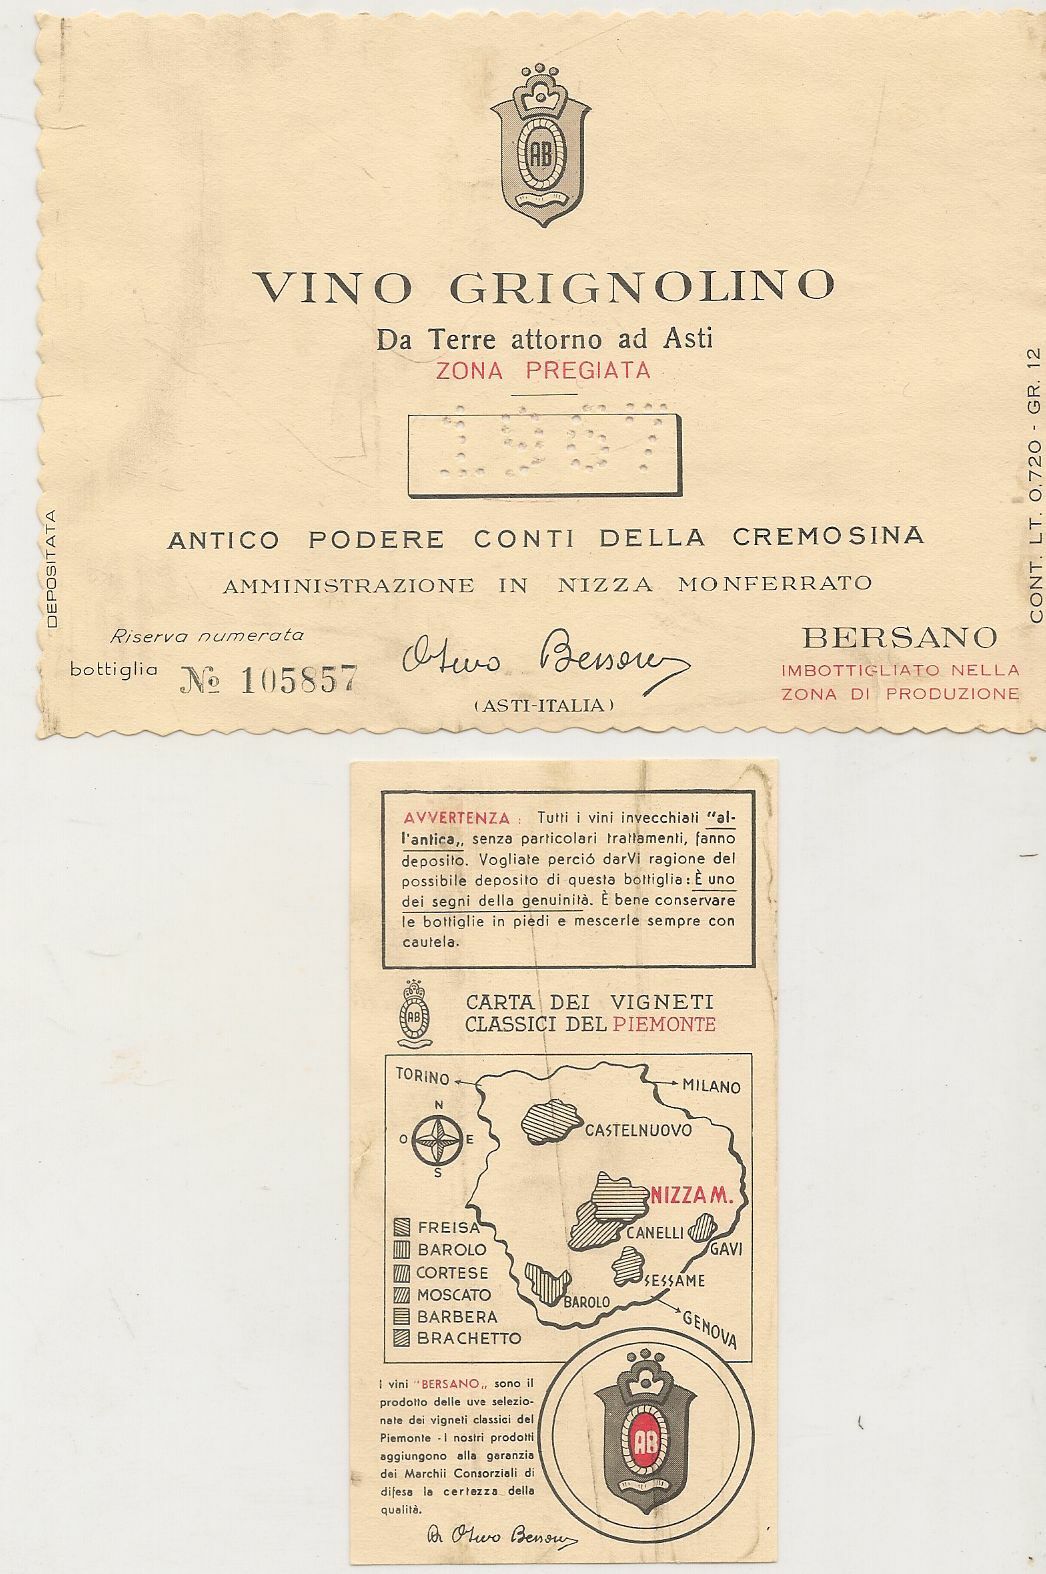 AB
VINO GRIGNOLINO
Da Terre attorno ad Asti
ZONA PREGIATA
1967
ANTICO PODERE CONTI DELLA CREMOSINA
AMMINISTRAZIONE IN NIZZA MONFERRATO
DEPOSITATA
CONT. LT. 0.720 - GR. 12
Riserva numerata
bottiglia № 105857
(ASTI-ITALIA)
BERSANO
IMBOTTIGLIATO NELLA
ZONA DI PRODUZIONE
AVVERTENZA : Tutti i vini invecchiati "al-
l'antica„ senza particolari trattamenti, fanno
deposito. Vogliate perciò darVi ragione del
possibile deposito di questa bottiglia: È uno
dei segni della genuinità. È bene conservare
le bottiglie in piedi e mescerle sempre con
cautela.
AB
CARTA DEI VIGNETI
CLASSICI DEL PIEMONTE
TORINO
MILANO
N
O E
S
CASTELNUOVO
NIZZA M.
CANELLI
GAVI
SESSAME
BAROLO
GENOVA
FREISA
BAROLO
CORTESE
MOSCATO
BARBERA
BRACHETTO
I vini "BERSANO„ sono il
prodotto delle uve selezio-
nate dei vigneti classici del
Piemonte - I nostri prodotti
aggiungono alla garanzia
dei Marchii Consorziali di
difesa la certezza della
qualità.
AB